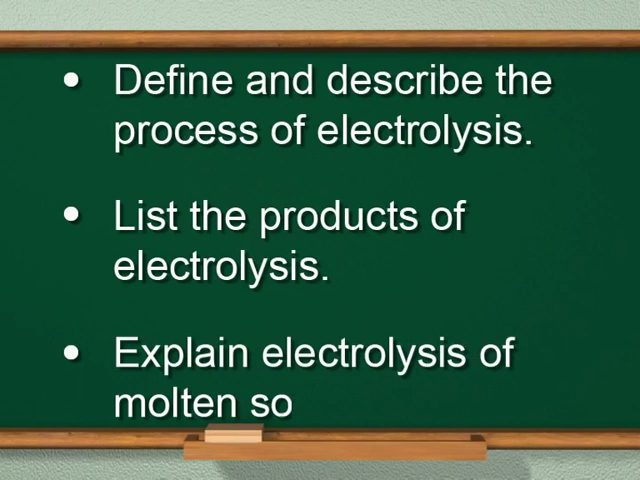 • Define and describe the
process of electrolysis.
• List the products of
electrolysis.
• Explain electrolysis of
molten so